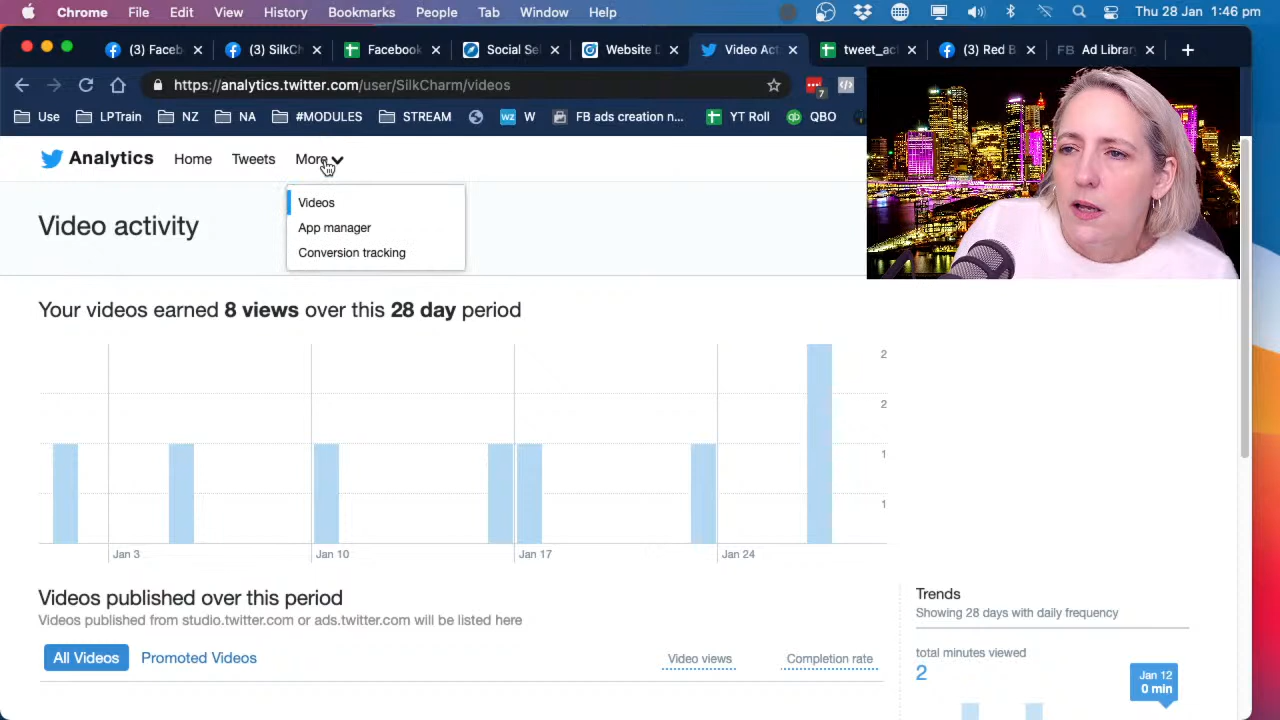 Chrome File Edit View History Bookmarks People Tab Window Help Thu 28 Jan 1:46 pm
(3) Faceb (3) SilkCh Facebook Social Sel Website D Video Act tweet_act (3) Red B FB Ad Library
https://analytics.twitter.com/user/SilkCharm/videos 7
Use LPTrain NZ NA #MODULES STREAM W FB ads creation n... YT Roll QBO
Analytics Home Tweets More
Videos
App manager
Conversion tracking
Video activity
Your videos earned 8 views over this 28 day period
2
2
1
1
Jan 3 Jan 10 Jan 17 Jan 24
Videos published over this period
Videos published from studio.twitter.com or ads.twitter.com will be listed here
All Videos Promoted Videos Video views Completion rate
Trends
Showing 28 days with daily frequency
total minutes viewed
2
Jan 12
0 min